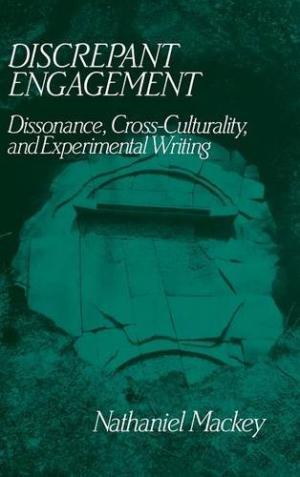 DISCREPANT
ENGAGEMENT
Dissonance, Cross-Culturality,
and Experimental Writing
Nathaniel Mackey